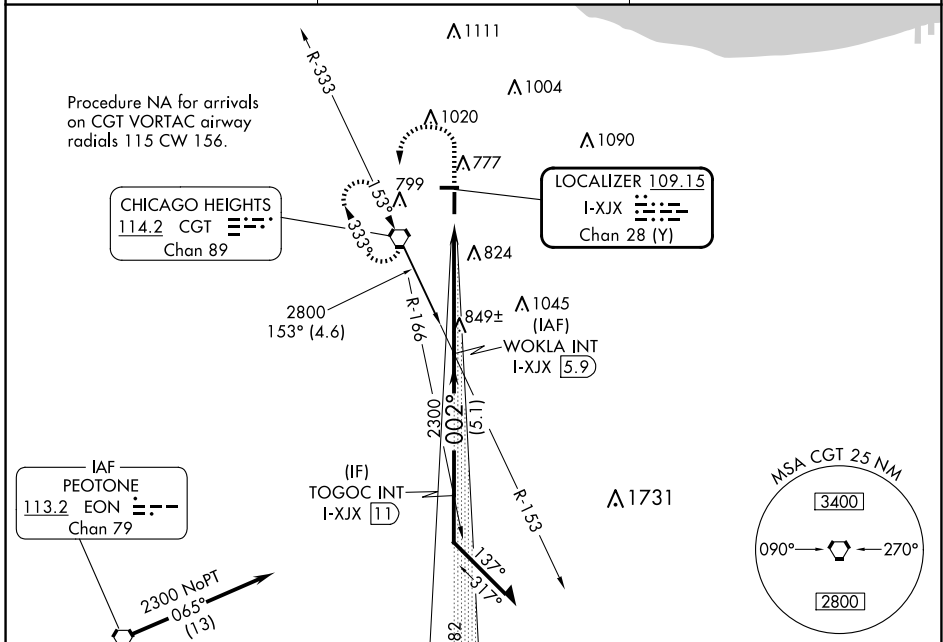 1111
R-333
1004
Procedure NA for arrivals
on CGT VORTAC airway
radials 115 CW 156.
1020
1090
777
799
153°
333°
LOCALIZER 109.15
I-XJX
Chan 28 (Y)
CHICAGO HEIGHTS
114.2 CGT
Chan 89
824
2800
153° (4.6)
R-166
1045
849±
(IAF)
WOKLA INT
I-XJX 5.9
2300
002°
(5.1)
(IF)
TOGOC INT
I-XJX 11
R-153
1731
IAF
PEOTONE
113.2 EON
Chan 79
MSA CGT 25 NM
3400
090°
270°
2800
137°
317°
2300 NoPT
065°
(13)
82